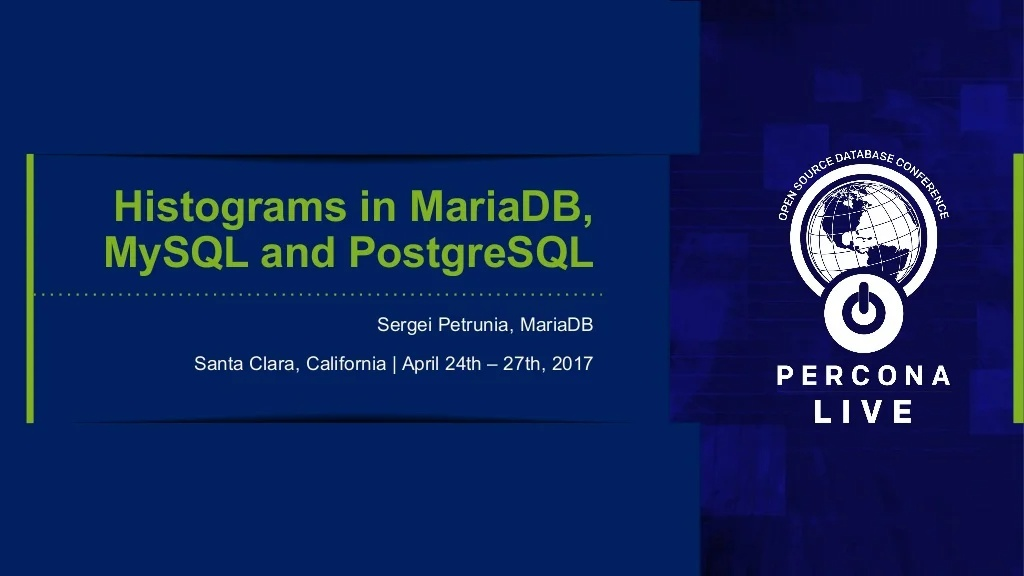 Histograms in MariaDB,
MySQL and PostgreSQL
Sergei Petrunia, MariaDB
Santa Clara, California | April 24th – 27th, 2017
OPEN SOURCE DATABASE CONFERENCE
PERCONA
LIVE